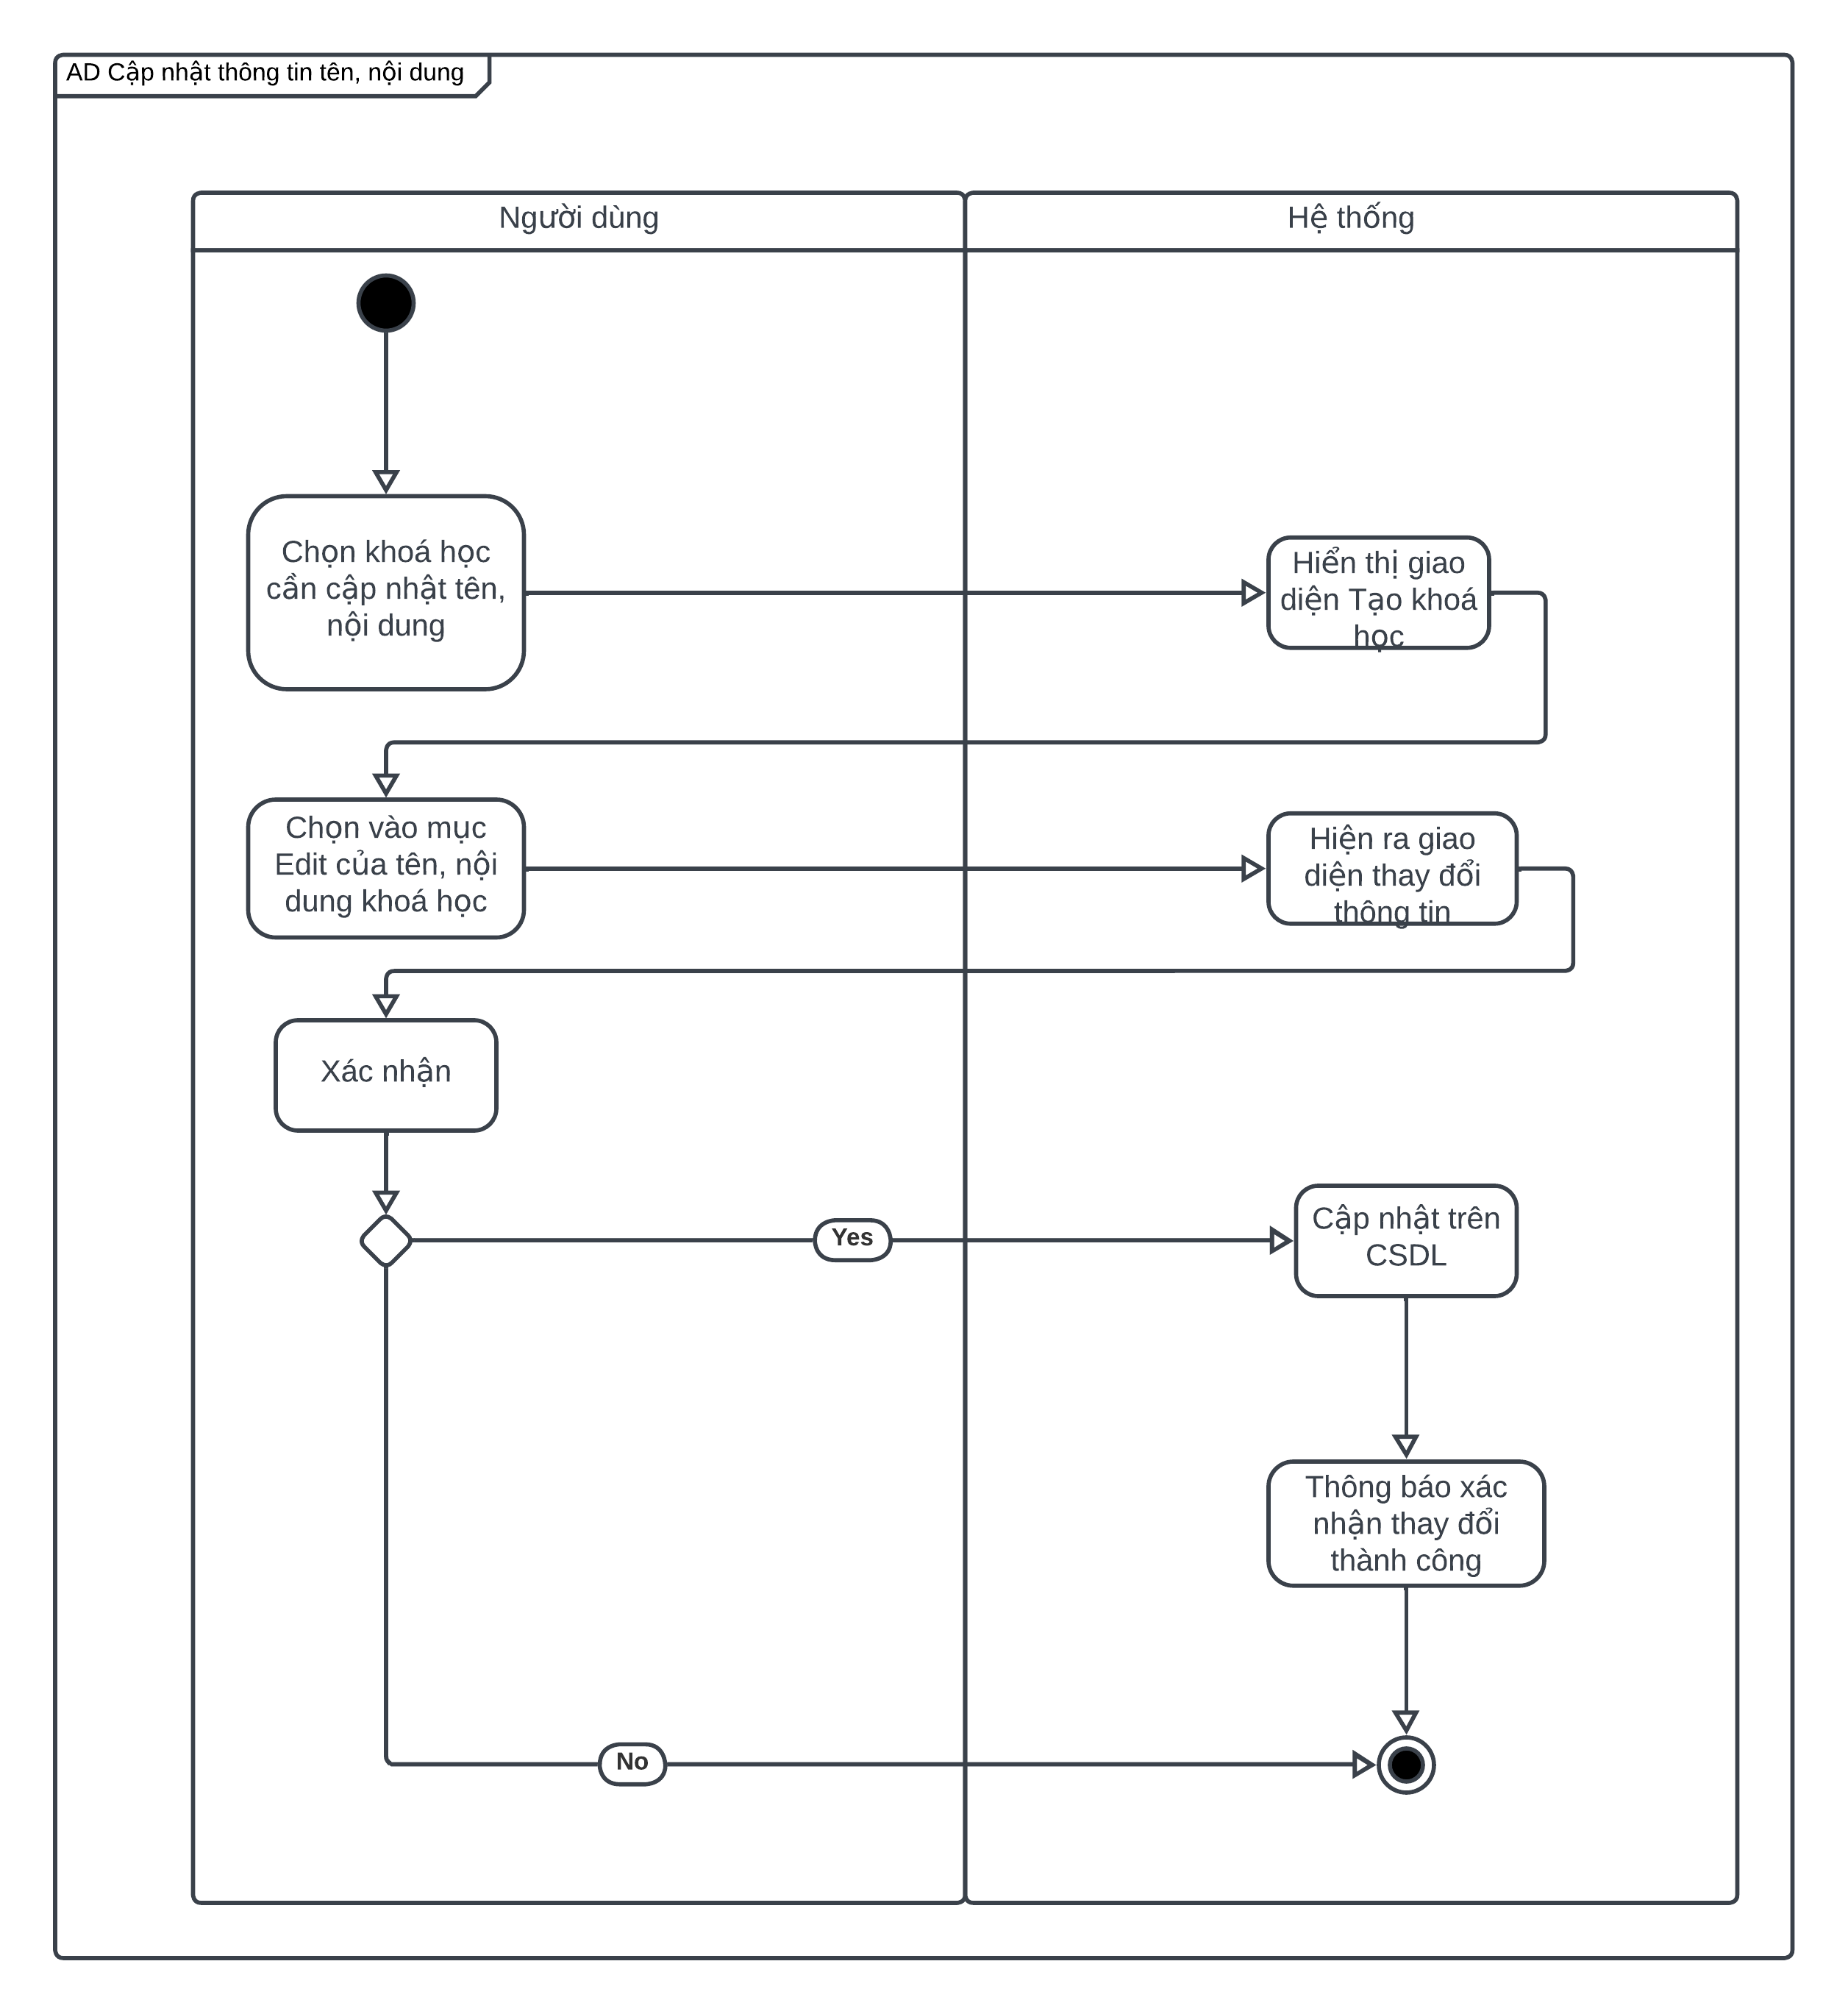 AD Cập nhật thông tin tên, nội dung
Người dùng
Hệ thống
Chọn khoá học
cần cập nhật tên,
nội dung
Hiển thị giao
diện Tạo khoá
học
Chọn vào mục
Edit của tên, nội
dung khoá học
Hiện ra giao
diện thay đổi
thông tin
Xác nhận
Yes
Cập nhật trên
CSDL
Thông báo xác
nhận thay đổi
thành công
No